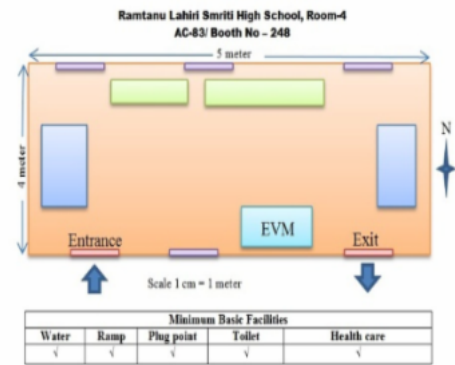 Ramtanu Lahiri Smriti High School, Room-4
AC-83/ Booth No – 248
5 meter
4 meter
N
EVM
Entrance
Exit
Scale 1 cm = 1 meter
Minimum Basic Facilities
Water Ramp Plug point Toilet Health care
√ √ √ √ √